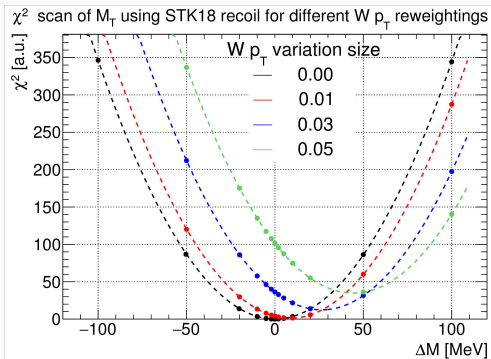 χ² scan of M_T using STK18 recoil for different W p_T reweightings
χ² [a.u.]
W p_T variation size
0.00
0.01
0.03
0.05
350
300
250
200
150
100
50
0
−100 −50 0 50 100
ΔM [MeV]